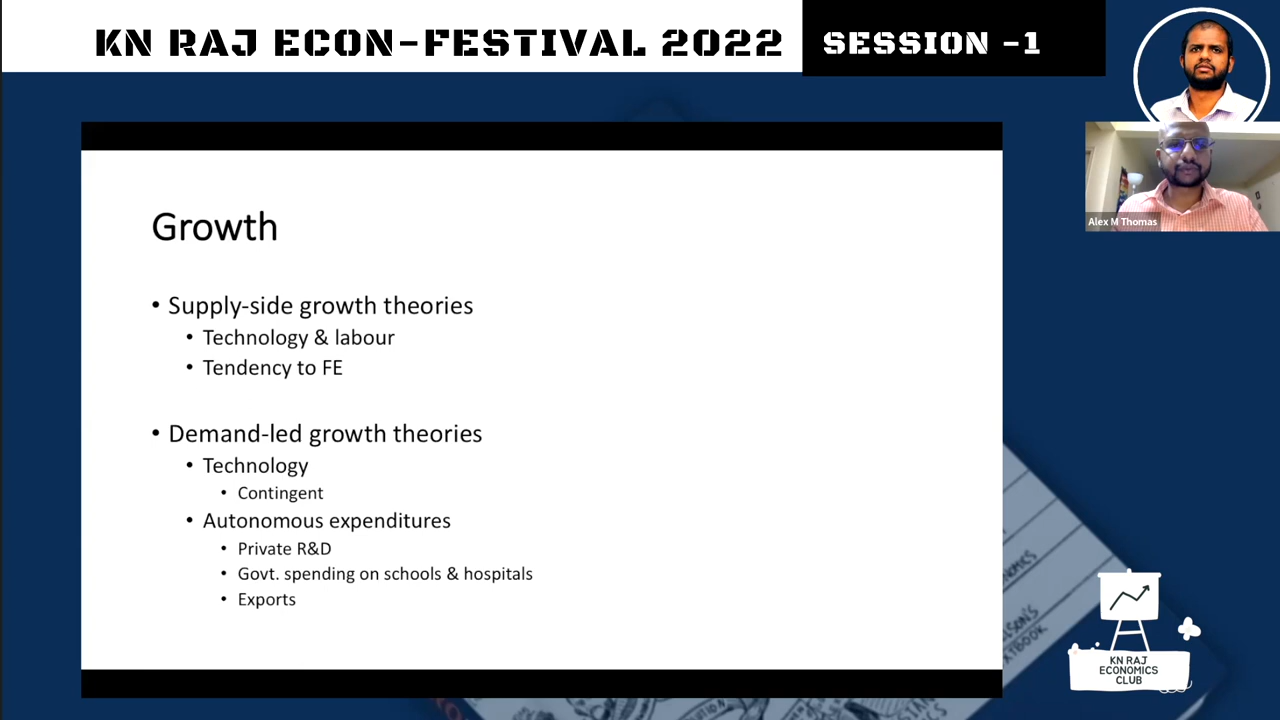 KN RAJ ECON-FESTIVAL 2022
SESSION -1
Alex M Thomas
Growth
• Supply-side growth theories
• Technology & labour
• Tendency to FE
• Demand-led growth theories
• Technology
• Contingent
• Autonomous expenditures
• Private R&D
• Govt. spending on schools & hospitals
• Exports
KN RAJ
ECONOMICS
CLUB